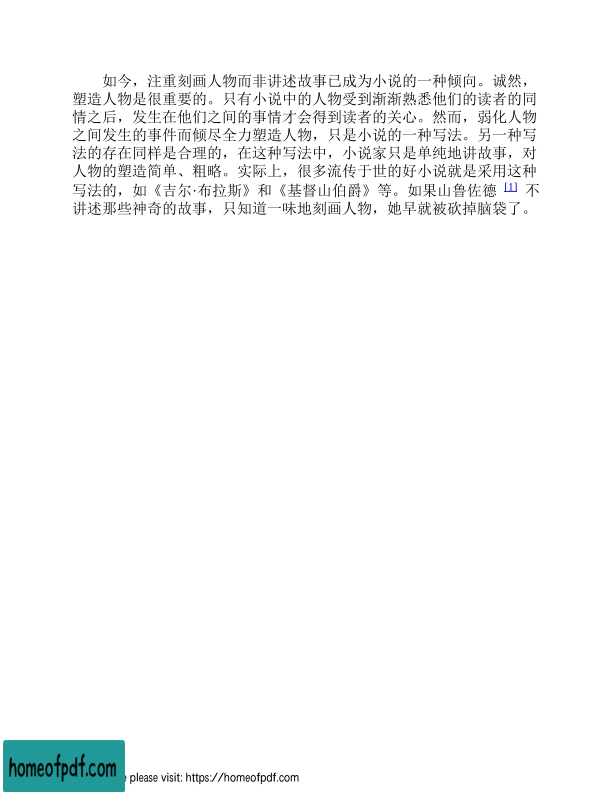 如今，注重刻画人物而非讲述故事已成为小说的一种倾向。诚然，
塑造人物是很重要的。只有小说中的人物受到渐渐熟悉他们的读者的同
情之后，发生在他们之间的事情才会得到读者的关心。然而，弱化人物
之间发生的事件而倾尽全力塑造人物，只是小说的一种写法。另一种写
法的存在同样是合理的，在这种写法中，小说家只是单纯地讲故事，对
人物的塑造简单、粗略。实际上，很多流传于世的好小说就是采用这种
写法的，如《吉尔·布拉斯》和《基督山伯爵》等。如果山鲁佐德 [1] 不
讲述那些神奇的故事，只知道一味地刻画人物，她早就被砍掉脑袋了。
homeofpdf.com
please visit: https://homeofpdf.com